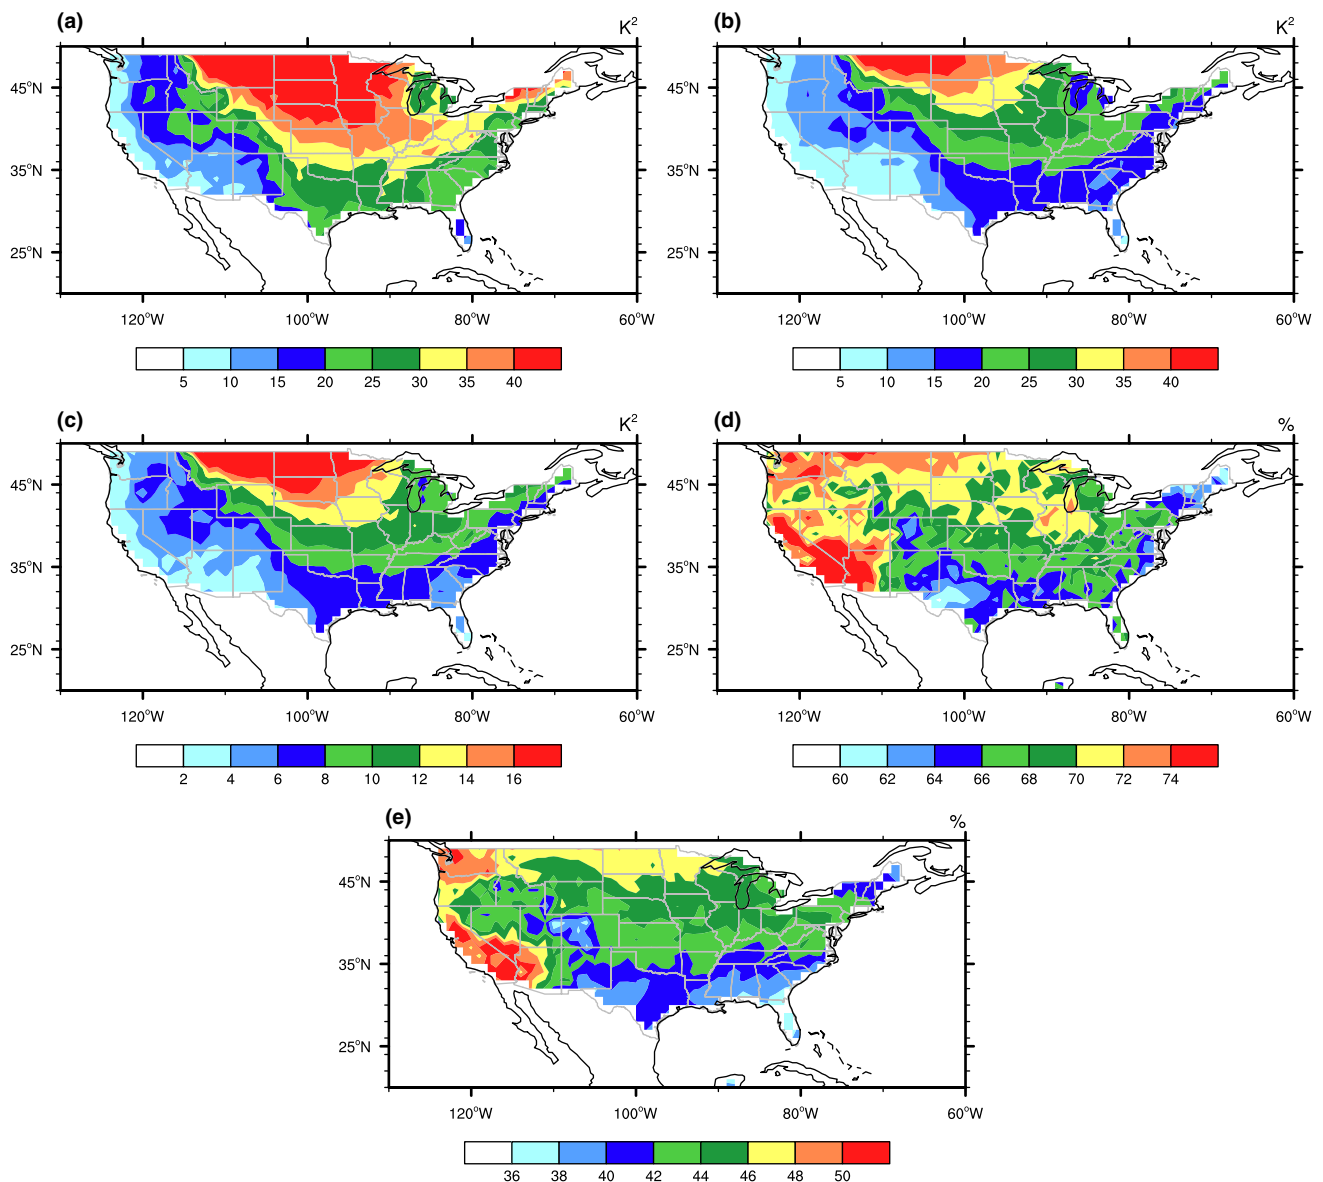 (a) K²
(b) K²
45°N
35°N
25°N
45°N
35°N
25°N
120°W 100°W 80°W 60°W
120°W 100°W 80°W 60°W
5 10 15 20 25 30 35 40
5 10 15 20 25 30 35 40
(c) K²
(d) %
45°N
35°N
25°N
45°N
35°N
25°N
120°W 100°W 80°W 60°W
120°W 100°W 80°W 60°W
2 4 6 8 10 12 14 16
60 62 64 66 68 70 72 74
(e) %
45°N
35°N
25°N
120°W 100°W 80°W 60°W
36 38 40 42 44 46 48 50